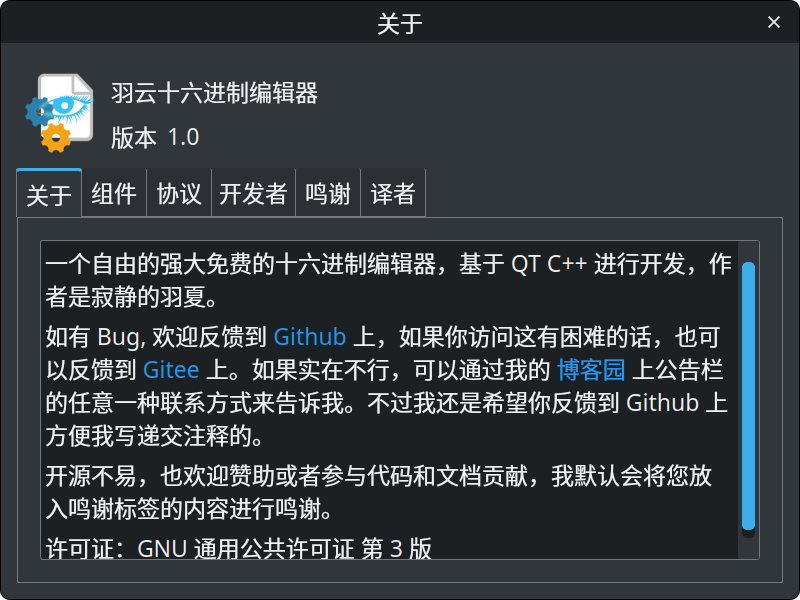 关于
羽云十六进制编辑器
版本 1.0
关于 组件 协议 开发者 鸣谢 译者
一个自由的强大免费的十六进制编辑器，基于 QT C++ 进行开发，作
者是寂静的羽夏。
如有 Bug, 欢迎反馈到 Github 上，如果你访问这有困难的话，也可
以反馈到 Gitee 上。如果实在不行，可以通过我的 博客园 上公告栏
的任意一种联系方式来告诉我。不过我还是希望你反馈到 Github 上
方便我写递交注释的。
开源不易，也欢迎赞助或者参与代码和文档贡献，我默认会将您放
入鸣谢标签的内容进行鸣谢。
许可证：GNU 通用公共许可证 第 3 版